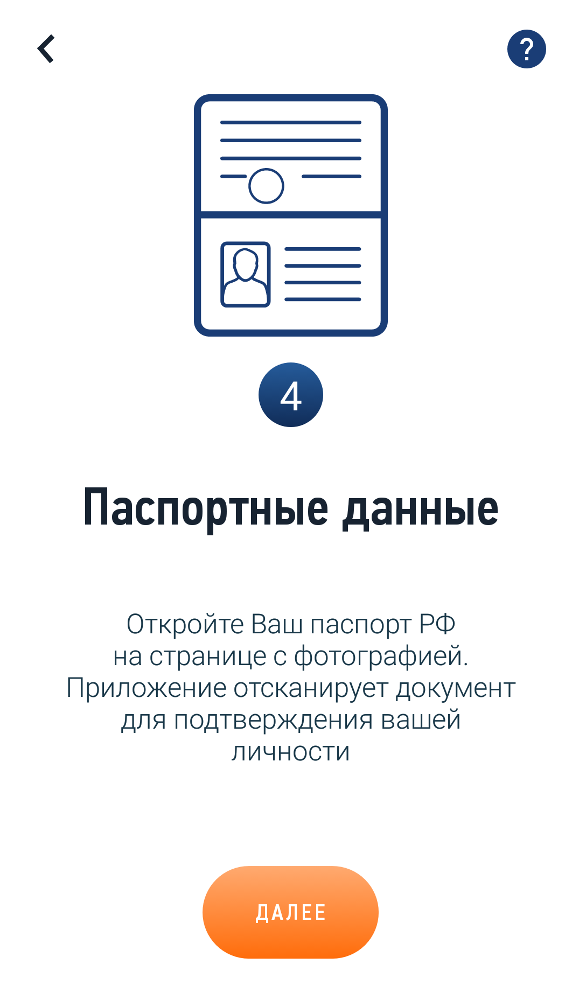 ?
4
Паспортные данные
Откройте Ваш паспорт РФ
на странице с фотографией.
Приложение отсканирует документ
для подтверждения вашей
личности
ДАЛЕЕ